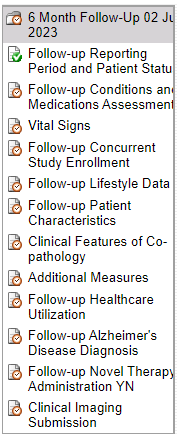 6 Month Follow-Up 02 Ju
2023
Follow-up Reporting
Period and Patient Statu
Follow-up Conditions and
Medications Assessment
Vital Signs
Follow-up Concurrent
Study Enrollment
Follow-up Lifestyle Data
Follow-up Patient
Characteristics
Clinical Features of Co-
pathology
Additional Measures
Follow-up Healthcare
Utilization
Follow-up Alzheimer's
Disease Diagnosis
Follow-up Novel Therapy
Administration YN
Clinical Imaging
Submission